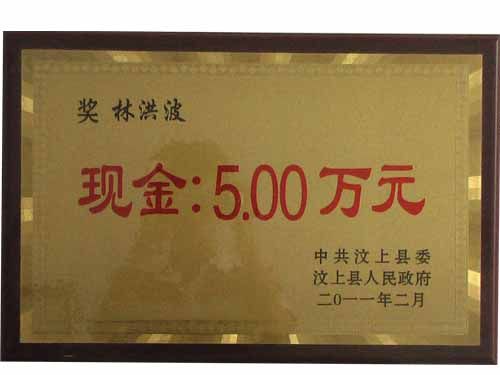 奖 林洪波
现金:5.00万元
中共汶上县委
汶上县人民政府
二0一一年二月